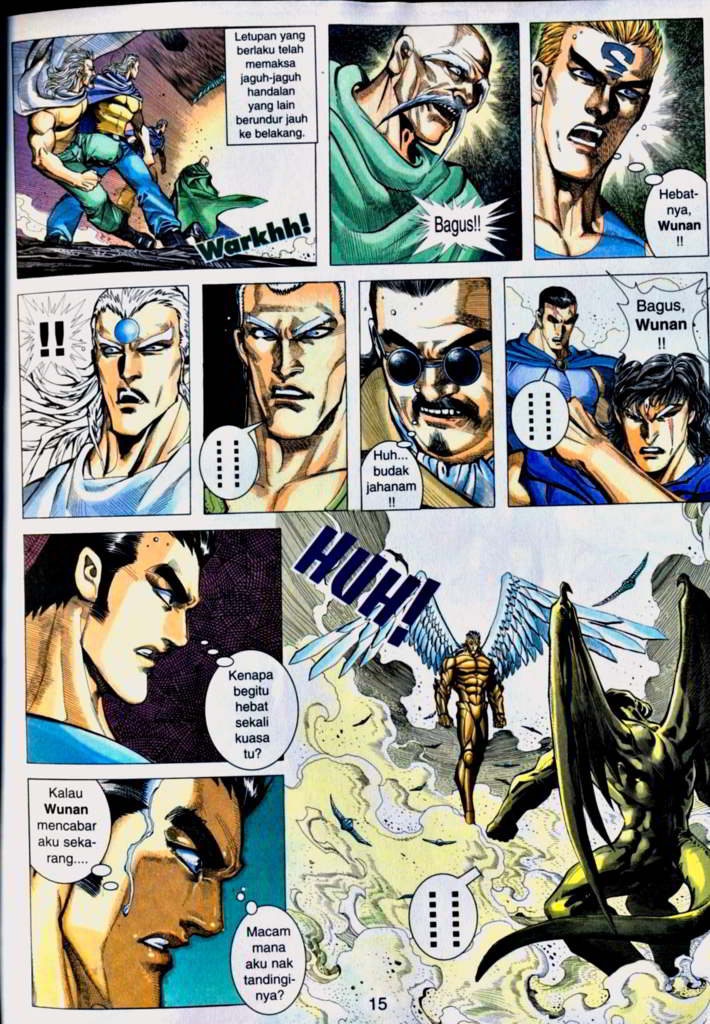 Letupan yang
berlaku telah
memaksa
jaguh-jaguh
handalan
yang lain
berundur jauh
ke belakang.
Warkhh!
Bagus!!
S
Hebat-
nya,
Wunan
!!
!!
Huh...
budak
jahanam
!!
Bagus,
Wunan
!!
HUH!
Kenapa
begitu
hebat
sekali
kuasa
tu?
Kalau
Wunan
mencabar
aku seka-
rang....
Macam
mana
aku nak
tandingi-
nya?
15